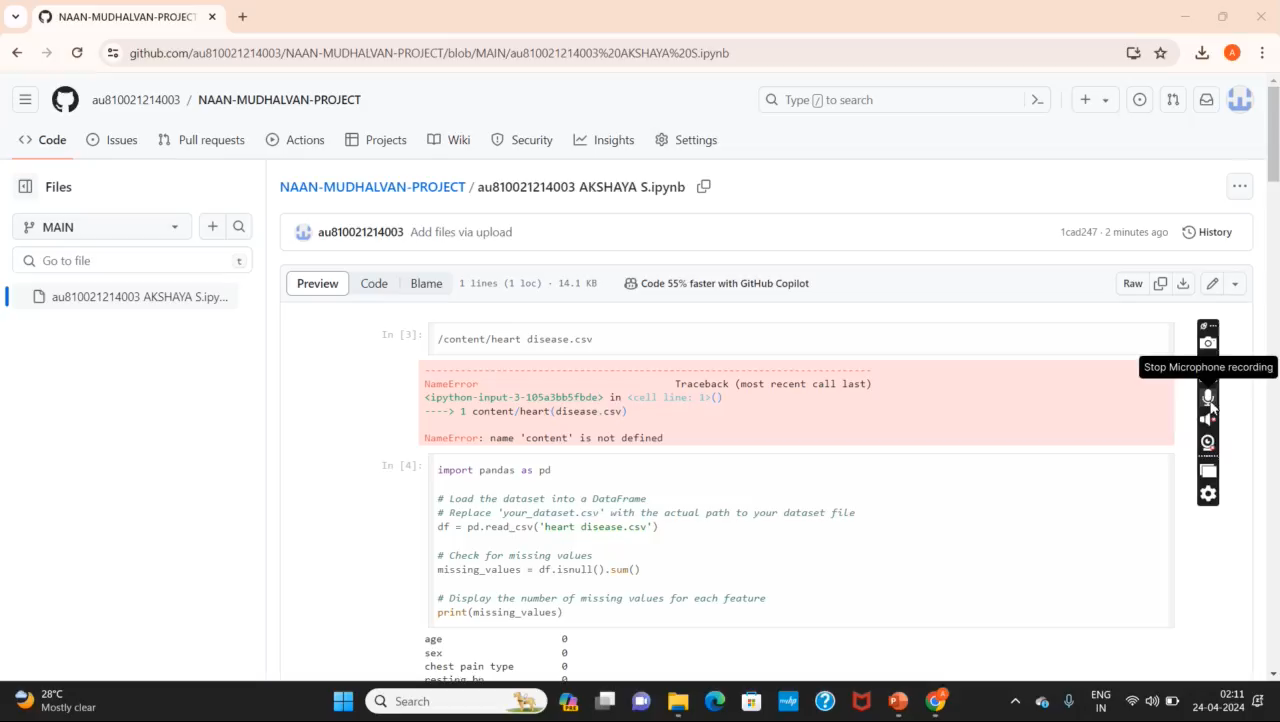 NAAN-MUDHALVAN-PROJECT
github.com/au810021214003/NAAN-MUDHALVAN-PROJECT/blob/MAIN/au810021214003%20AKSHAYA%20S.ipynb
A
au810021214003 / NAAN-MUDHALVAN-PROJECT
Type / to search
Code Issues Pull requests Actions Projects Wiki Security Insights Settings
Files
NAAN-MUDHALVAN-PROJECT / au810021214003 AKSHAYA S.ipynb
MAIN
au810021214003 Add files via upload
1cad247 · 2 minutes ago History
Go to file t
Preview Code Blame 1 lines (1 loc) · 14.1 KB Code 55% faster with GitHub Copilot Raw
au810021214003 AKSHAYA S.ipy...
In [3]: /content/heart disease.csv
Stop Microphone recording
---------------------------------------------------------------------------
NameError Traceback (most recent call last)
<ipython-input-3-105a3bb5fbde> in <cell line: 1>()
----> 1 content/heart(disease.csv)
NameError: name 'content' is not defined
In [4]: import pandas as pd
# Load the dataset into a DataFrame
# Replace 'your_dataset.csv' with the actual path to your dataset file
df = pd.read_csv('heart disease.csv')
# Check for missing values
missing_values = df.isnull().sum()
# Display the number of missing values for each feature
print(missing_values)
age 0
sex 0
chest pain type 0
resting bp 0
28°C
Mostly clear
Search
ENG
IN
02:11
24-04-2024